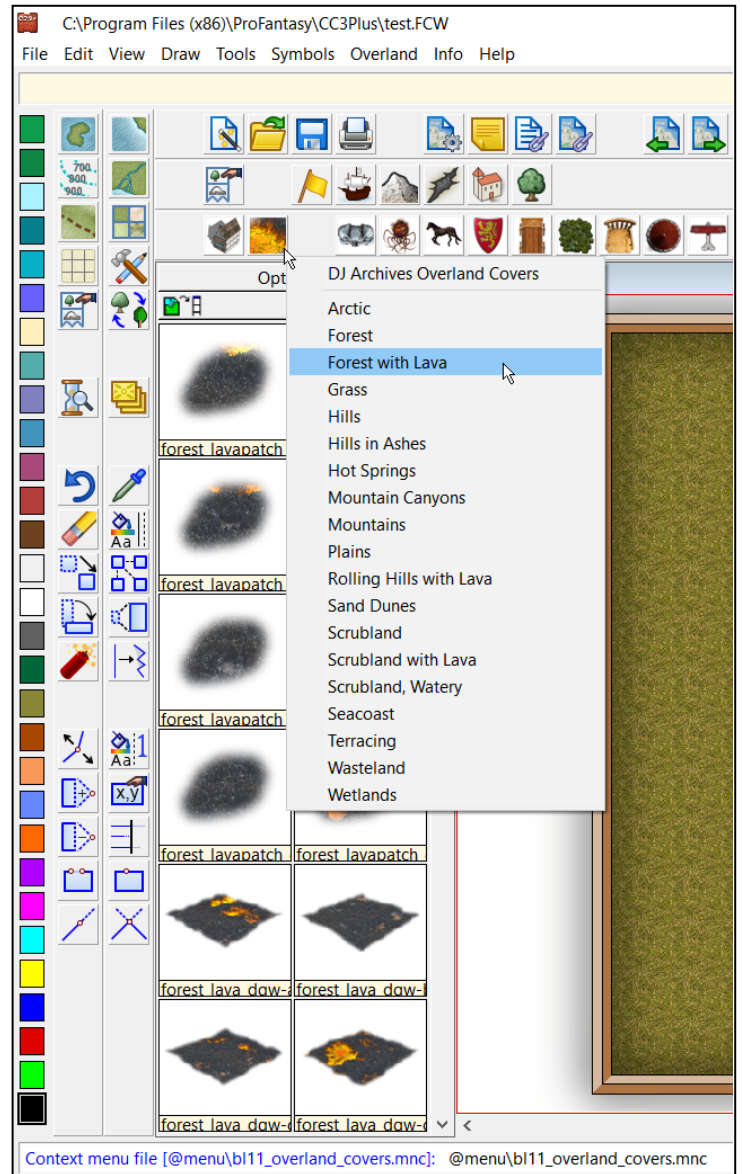 C:\Program Files (x86)\ProFantasy\CC3Plus\test.FCW
File Edit View Draw Tools Symbols Overland Info Help
700
800
900
Opt
DJ Archives Overland Covers
Arctic
Forest
Forest with Lava
Grass
Hills
Hills in Ashes
Hot Springs
Mountain Canyons
Mountains
Plains
Rolling Hills with Lava
Sand Dunes
Scrubland
Scrubland with Lava
Scrubland, Watery
Seacoast
Terracing
Wasteland
Wetlands
forest_lavapatch
forest_lavapatch
forest_lavapatch
forest_lavapatch forest_lavapatch
forest_lava_dgw-a forest_lava_dgw-b
forest_lava_dgw-c forest_lava_dgw-d
Aa
Aa 1
x,y
Context menu file [@menu\bl11_overland_covers.mnc]: @menu\bl11_overland_covers.mnc